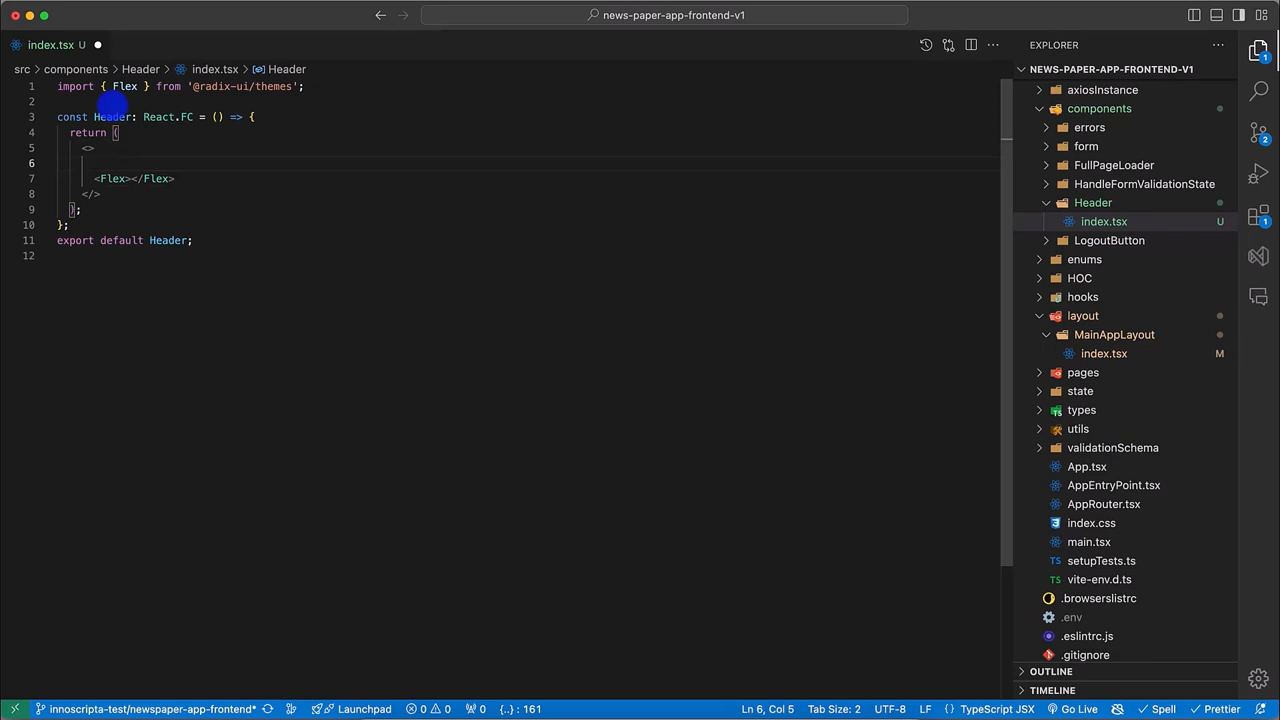 news-paper-app-frontend-v1
index.tsx U
src > components > Header > index.tsx > Header
1 import { Flex } from '@radix-ui/themes';
2
3 const Header: React.FC = () => {
4 return (
5 <>
6
7 <Flex></Flex>
8 </>
9 );
10 };
11 export default Header;
12
EXPLORER
NEWS-PAPER-APP-FRONTEND-V1
axiosInstance
components
errors
form
FullPageLoader
HandleFormValidationState
Header
index.tsx U
LogoutButton
enums
HOC
hooks
layout
MainAppLayout
index.tsx M
pages
state
TS types
utils
validationSchema
App.tsx
AppEntryPoint.tsx
AppRouter.tsx
index.css
main.tsx
TS setupTests.ts
TS vite-env.d.ts
.browserslistrc
.env
.eslintrc.js
.gitignore
OUTLINE
TIMELINE
1
2
1
innoscripta-test/newspaper-app-frontend* Launchpad 0 0 0 {..} : 161 Ln 6, Col 5 Tab Size: 2 UTF-8 LF {} TypeScript JSX Go Live Spell Prettier